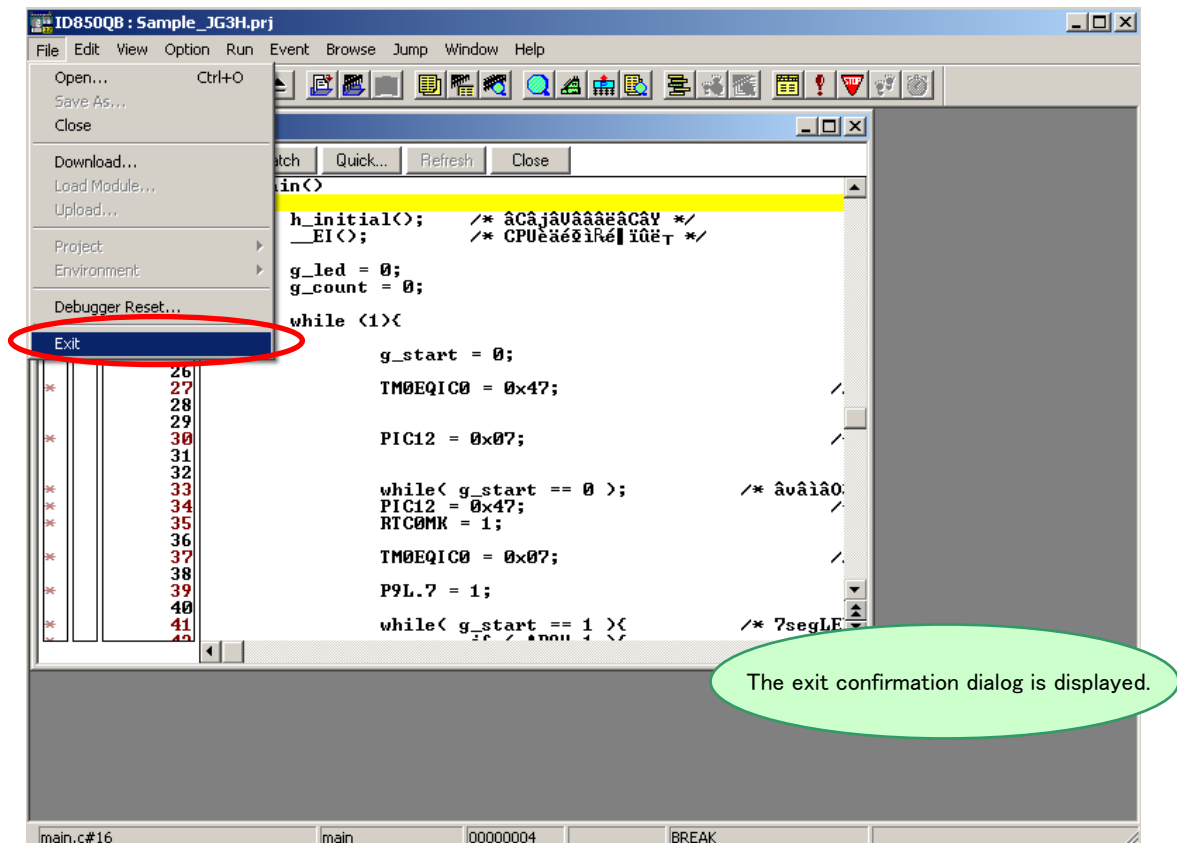 ID850QB : Sample_JG3H.prj
File Edit View Option Run Event Browse Jump Window Help
Open... Ctrl+O
Save As...
Close
Download...
Load Module...
Upload...
Project
Environment
Debugger Reset...
Exit
Quick... Refresh Close
h_initial();
__EI();
g_led = 0;
g_count = 0;
while (1){
g_start = 0;
26
27 TM0EQIC0 = 0x47;
28
29
30 PIC12 = 0x07;
31
32
33 while( g_start == 0 );
34 PIC12 = 0x47;
35 RTC0MK = 1;
36
37 TM0EQIC0 = 0x07;
38
39 P9L.7 = 1;
40
41 while( g_start == 1 ){ /* 7segLE
The exit confirmation dialog is displayed.
main.c#16 main 00000004 BREAK